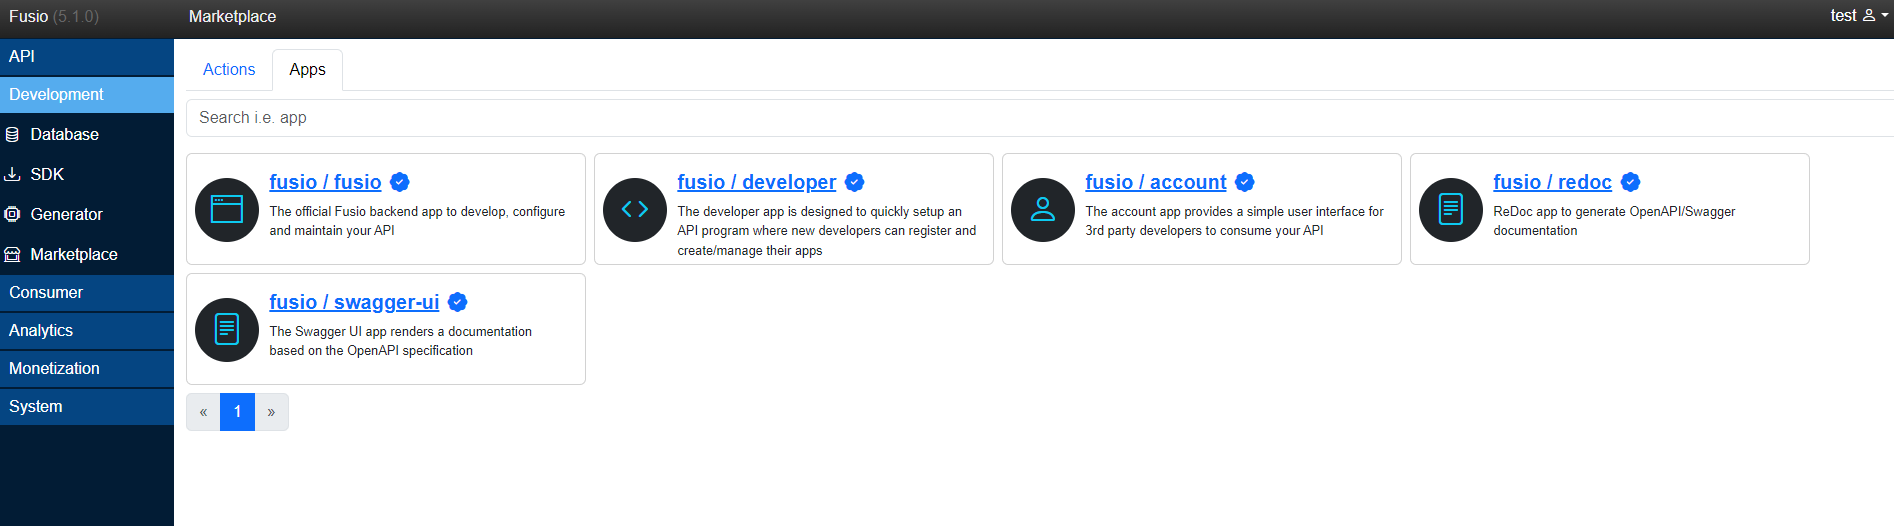 Fusio (5.1.0)
Marketplace
test
API
Development
Database
SDK
Generator
Marketplace
Consumer
Analytics
Monetization
System
Actions
Apps
Search i.e. app
fusio / fusio
The official Fusio backend app to develop, configure
and maintain your API
fusio / developer
The developer app is designed to quickly setup an
API program where new developers can register and
create/manage their apps
fusio / account
The account app provides a simple user interface for
3rd party developers to consume your API
fusio / redoc
ReDoc app to generate OpenAPI/Swagger
documentation
fusio / swagger-ui
The Swagger UI app renders a documentation
based on the OpenAPI specification
« 1 »